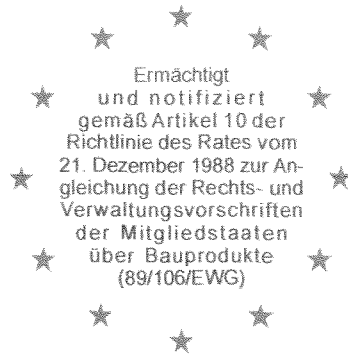 Ermächtigt
und notifiziert
gemäß Artikel 10 der
Richtlinie des Rates vom
21. Dezember 1988 zur An-
gleichung der Rechts- und
Verwaltungsvorschriften
der Mitgliedstaaten
über Bauprodukte
(89/106/EWG)